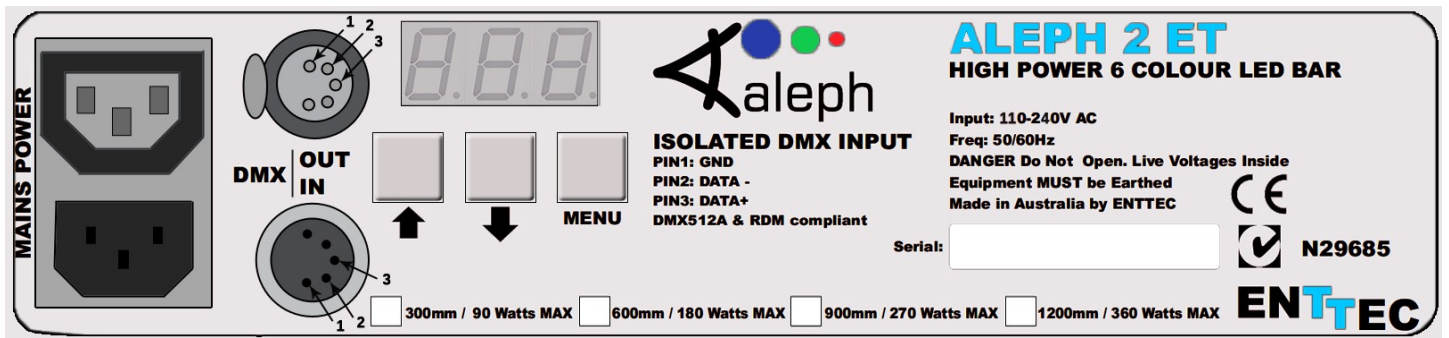 MAINS POWER
1
2
3
DMX
OUT
IN
3
1 2
8.8.8.
MENU
aleph
ISOLATED DMX INPUT
PIN1: GND
PIN2: DATA -
PIN3: DATA+
DMX512A & RDM compliant
ALEPH 2 ET
HIGH POWER 6 COLOUR LED BAR
Input: 110-240V AC
Freq: 50/60Hz
DANGER Do Not Open. Live Voltages Inside
Equipment MUST be Earthed
Made in Australia by ENTTEC
CE
Serial:
N29685
300mm / 90 Watts MAX
600mm / 180 Watts MAX
900mm / 270 Watts MAX
1200mm / 360 Watts MAX
ENTTEC